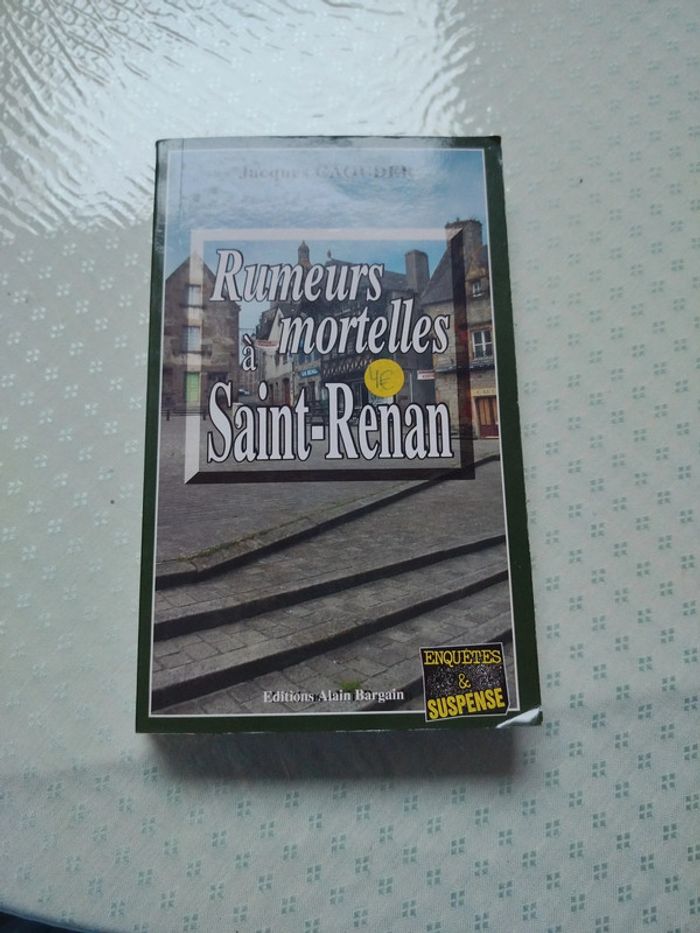 Jacques CAOUDER
Rumeurs
mortelles
à
4€
Saint-Renan
Editions Alain Bargain
ENQUÊTES
&
SUSPENSE